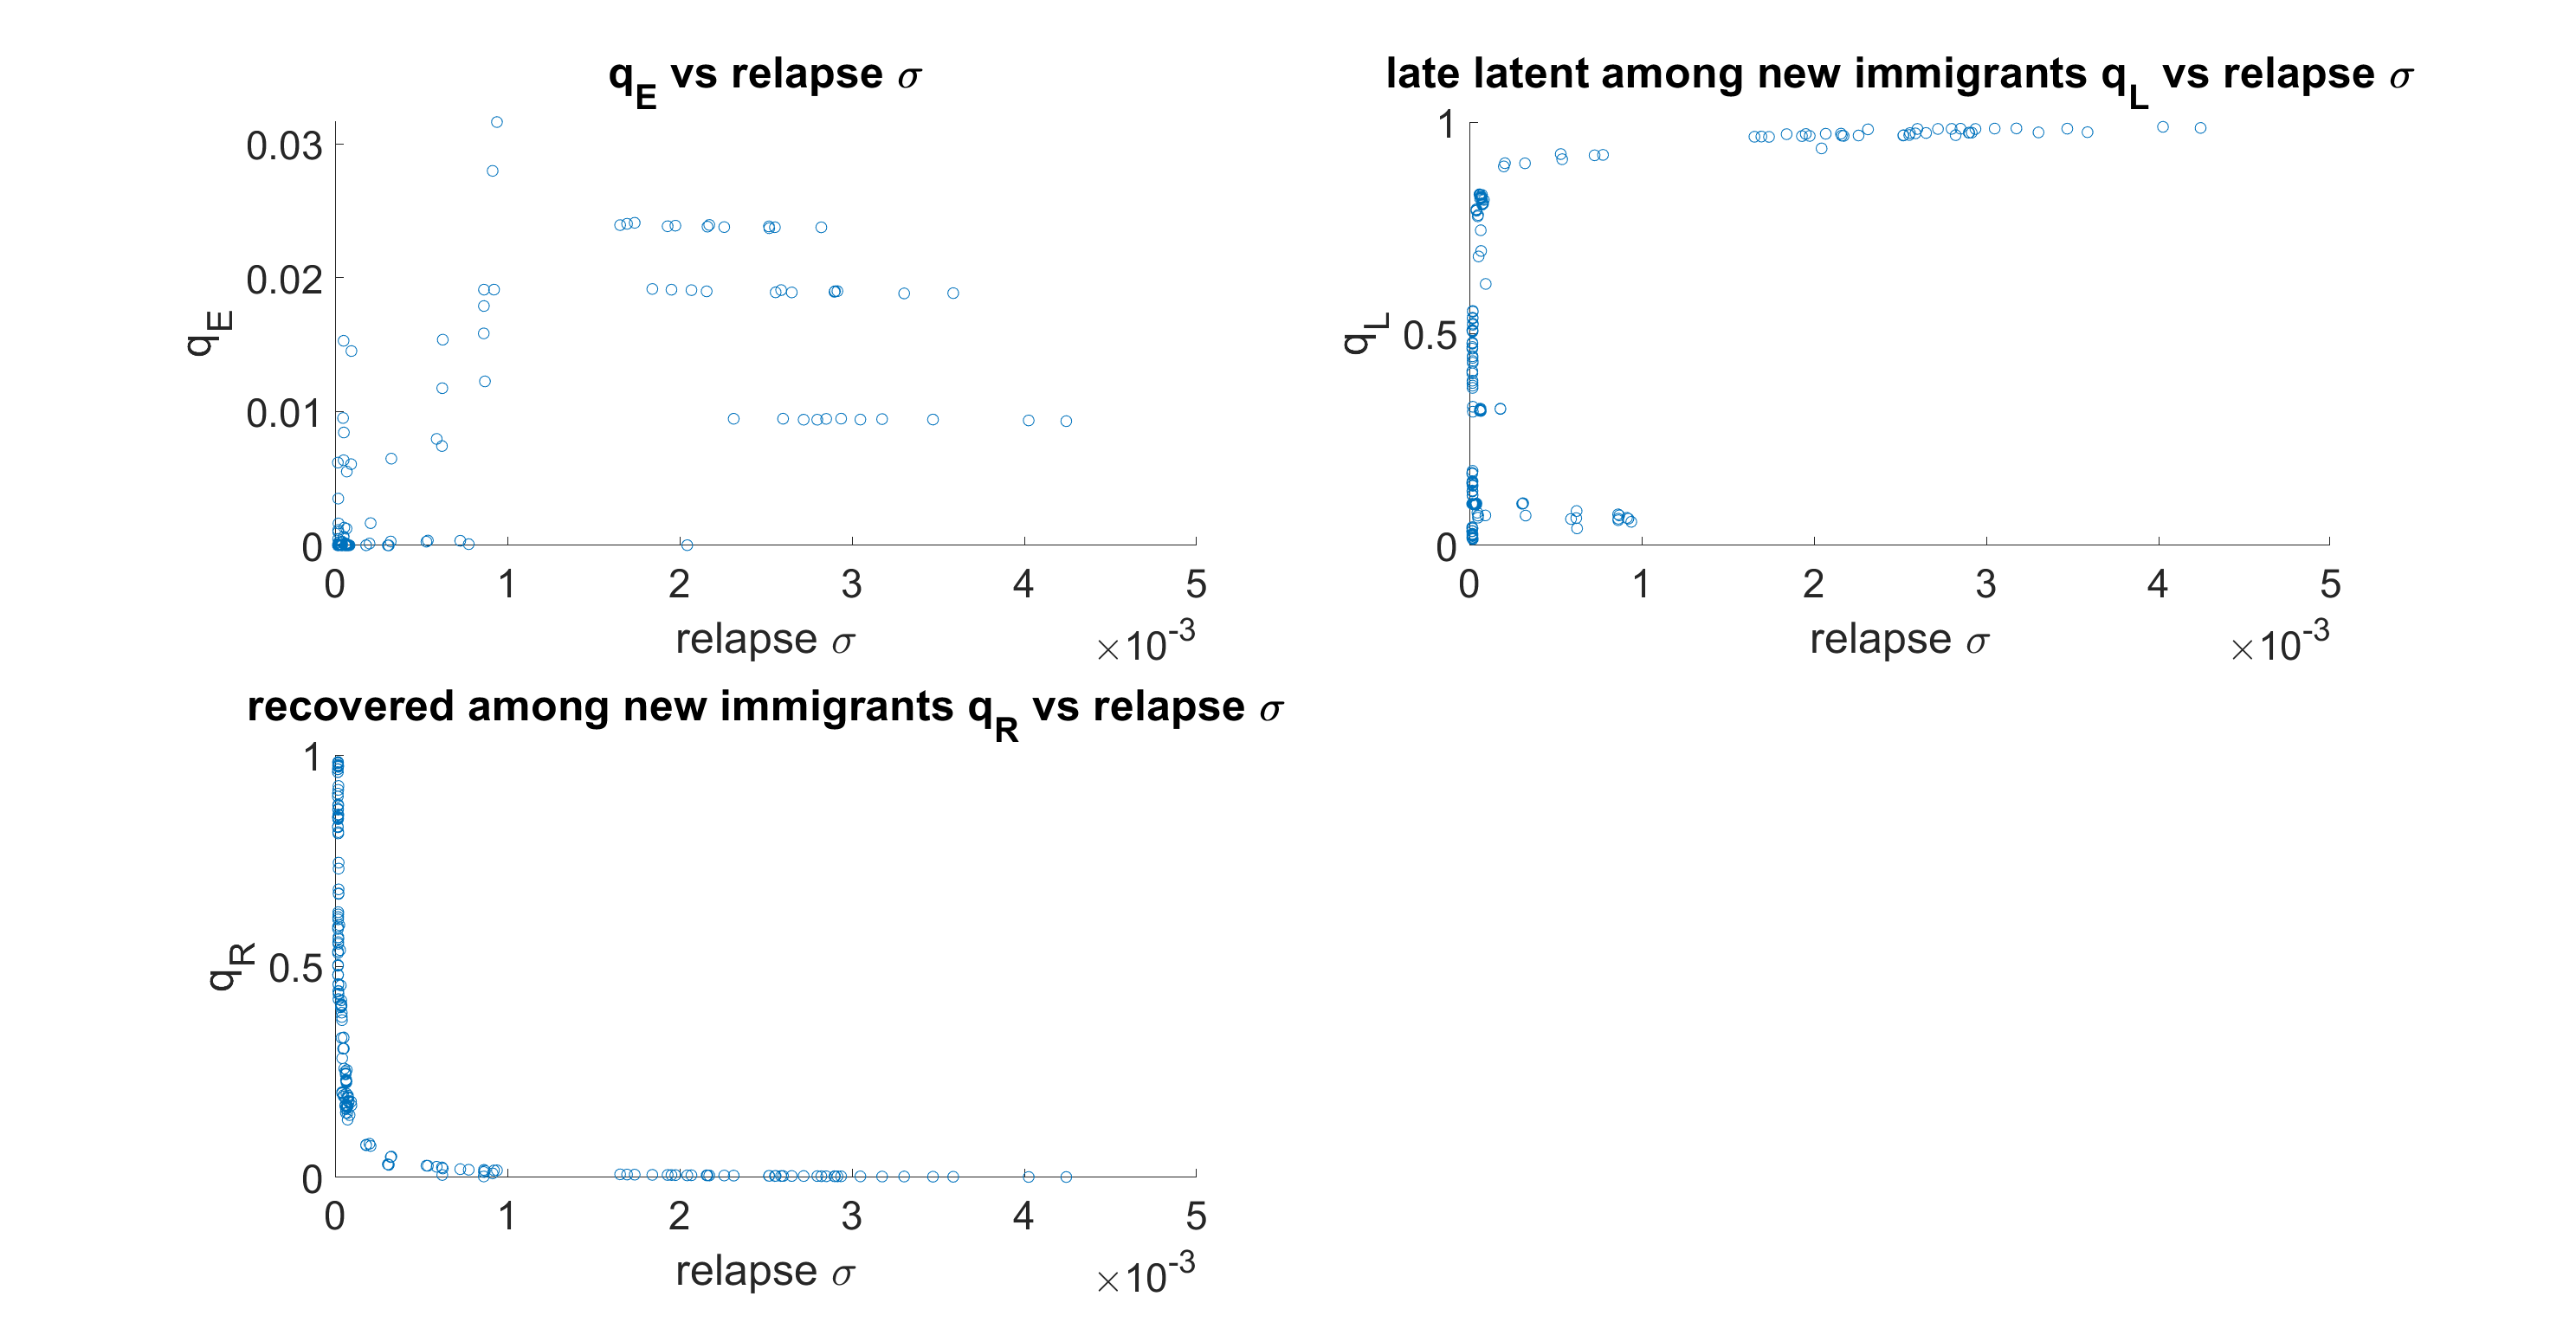 q_E vs relapse σ
0.03
0.02
0.01
0
q_E
0 1 2 3 4 5
relapse σ
×10^-3
late latent among new immigrants q_L vs relapse σ
1
0.5
0
q_L
0 1 2 3 4 5
relapse σ
×10^-3
recovered among new immigrants q_R vs relapse σ
1
0.5
0
q_R
0 1 2 3 4 5
relapse σ
×10^-3